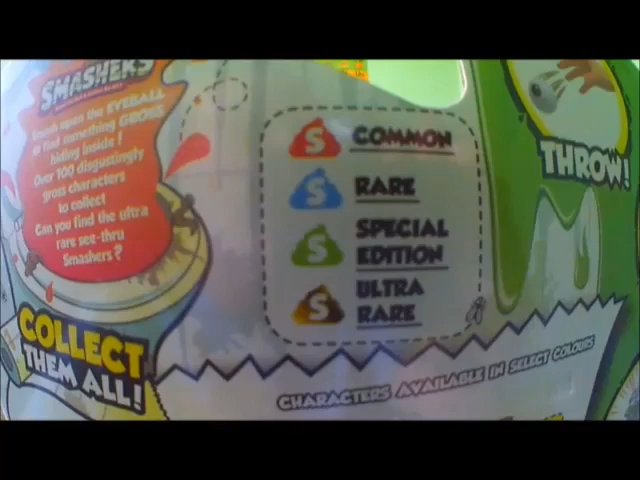 SMASHERS
Smash open the EYEBALL
to find something GROSS
hiding inside!
Over 100 disgustingly
gross characters
to collect
Can you find the ultra
rare see-thru
Smashers?
COLLECT
THEM ALL!
S COMMON
S RARE
S SPECIAL
EDITION
S ULTRA
RARE
THROW!
CHARACTERS AVAILABLE IN SELECT COLOURS